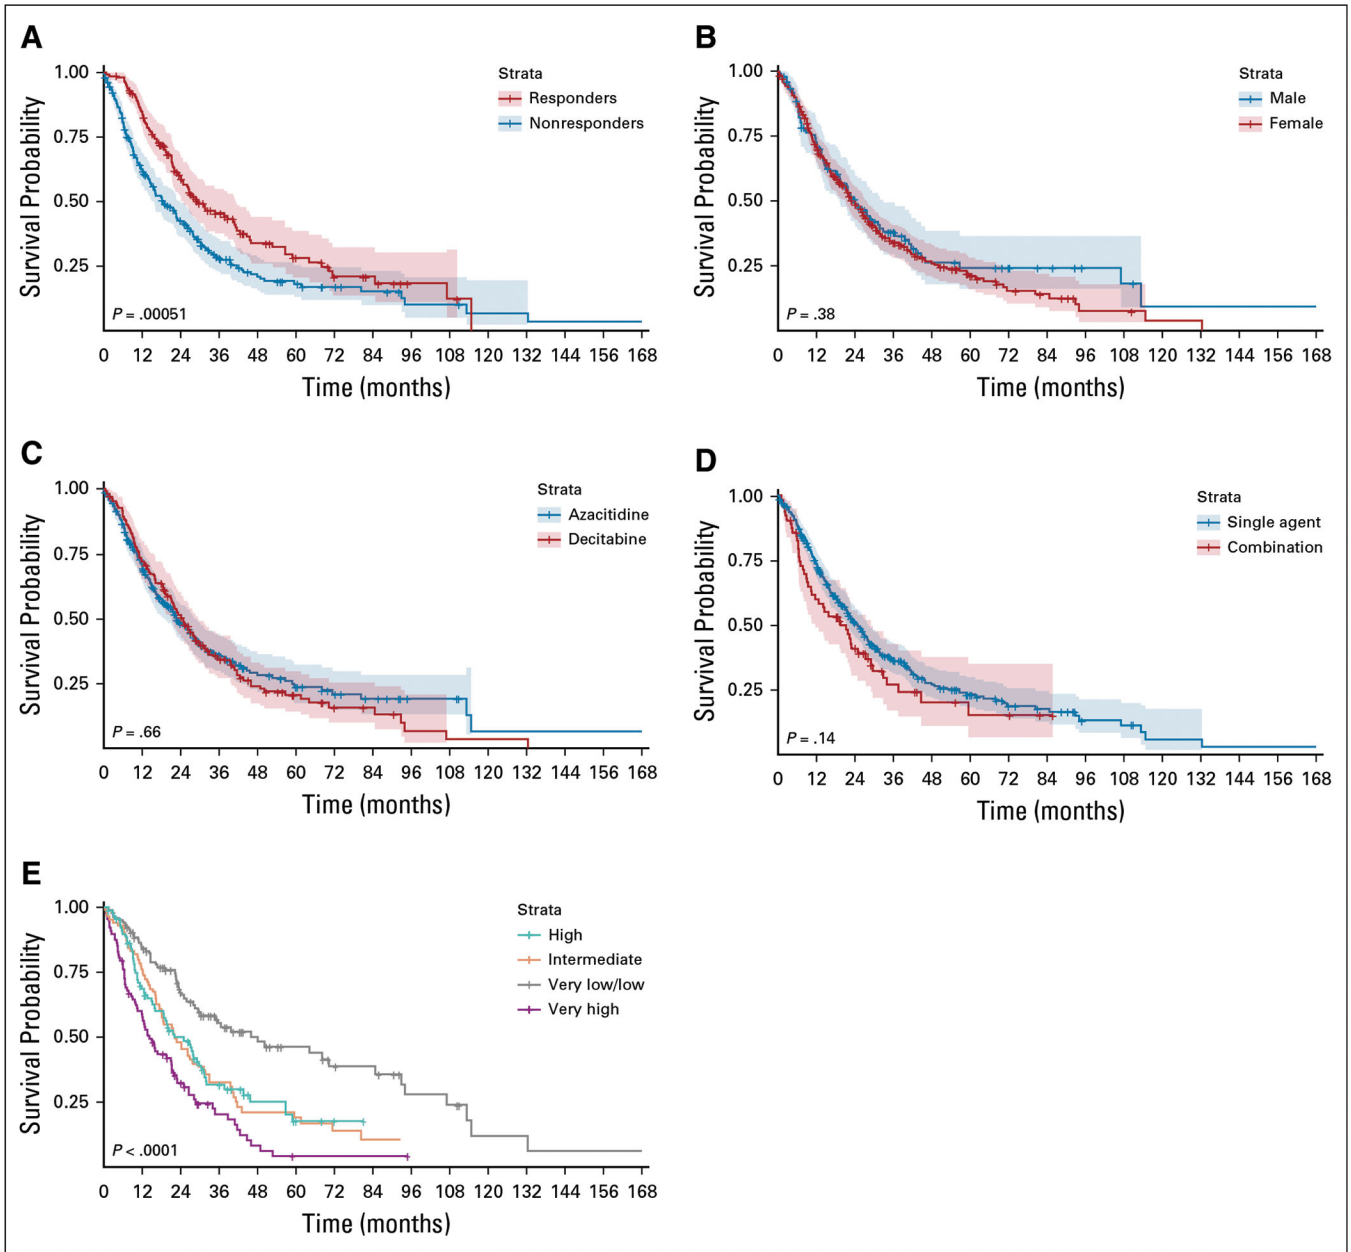 A
Survival Probability
1.00
0.75
0.50
0.25
Strata
Responders
Nonresponders
P = .00051
0 12 24 36 48 60 72 84 96 108 120 132 144 156 168
Time (months)
B
Survival Probability
1.00
0.75
0.50
0.25
Strata
Male
Female
P = .38
0 12 24 36 48 60 72 84 96 108 120 132 144 156 168
Time (months)
C
Survival Probability
1.00
0.75
0.50
0.25
Strata
Azacitidine
Decitabine
P = .66
0 12 24 36 48 60 72 84 96 108 120 132 144 156 168
Time (months)
D
Survival Probability
1.00
0.75
0.50
0.25
Strata
Single agent
Combination
P = .14
0 12 24 36 48 60 72 84 96 108 120 132 144 156 168
Time (months)
E
Survival Probability
1.00
0.75
0.50
0.25
Strata
High
Intermediate
Very low/low
Very high
P < .0001
0 12 24 36 48 60 72 84 96 108 120 132 144 156 168
Time (months)